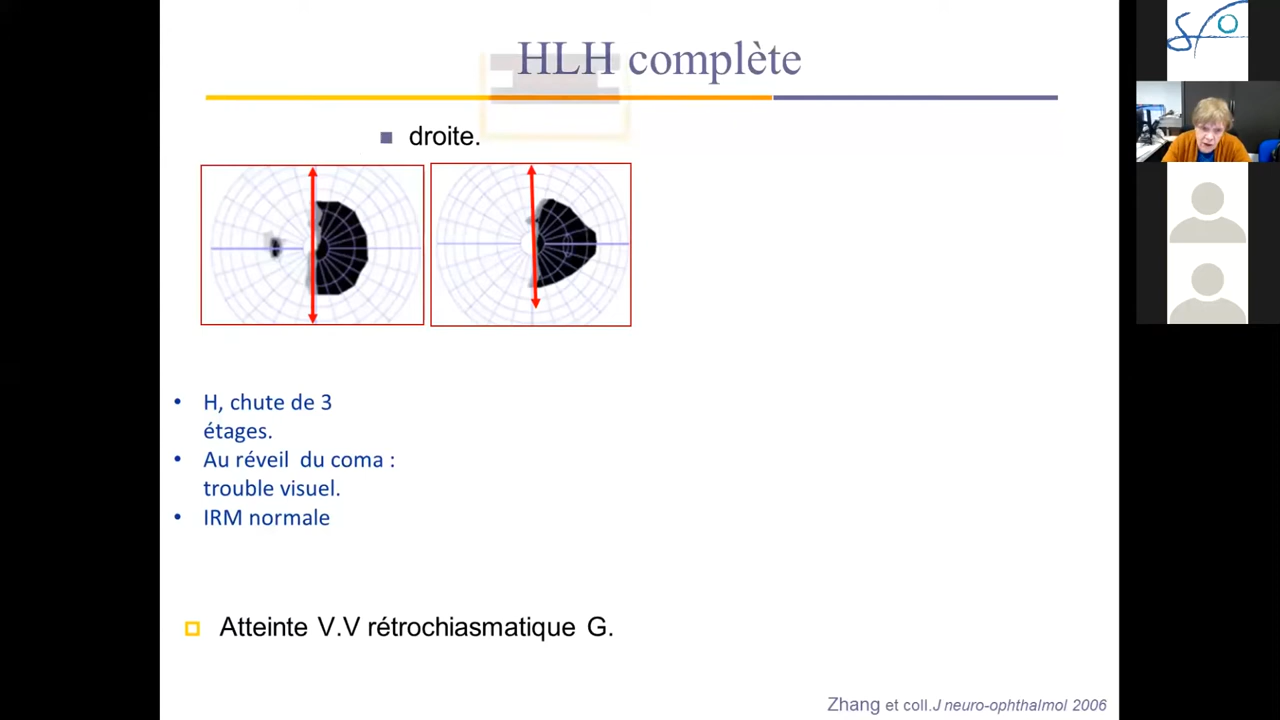 HLH complète
droite.
H, chute de 3
étages.
Au réveil du coma :
trouble visuel.
IRM normale
Atteinte V.V rétrochiasmatique G.
Zhang et coll.J neuro-ophthalmol 2006